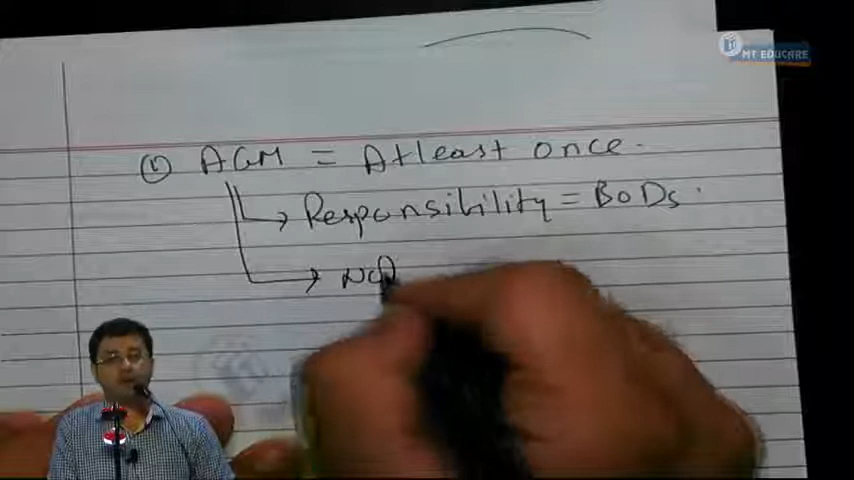 MT EDUCARE
① AGM = Atleast once.
→ Responsibility = BODs.
→